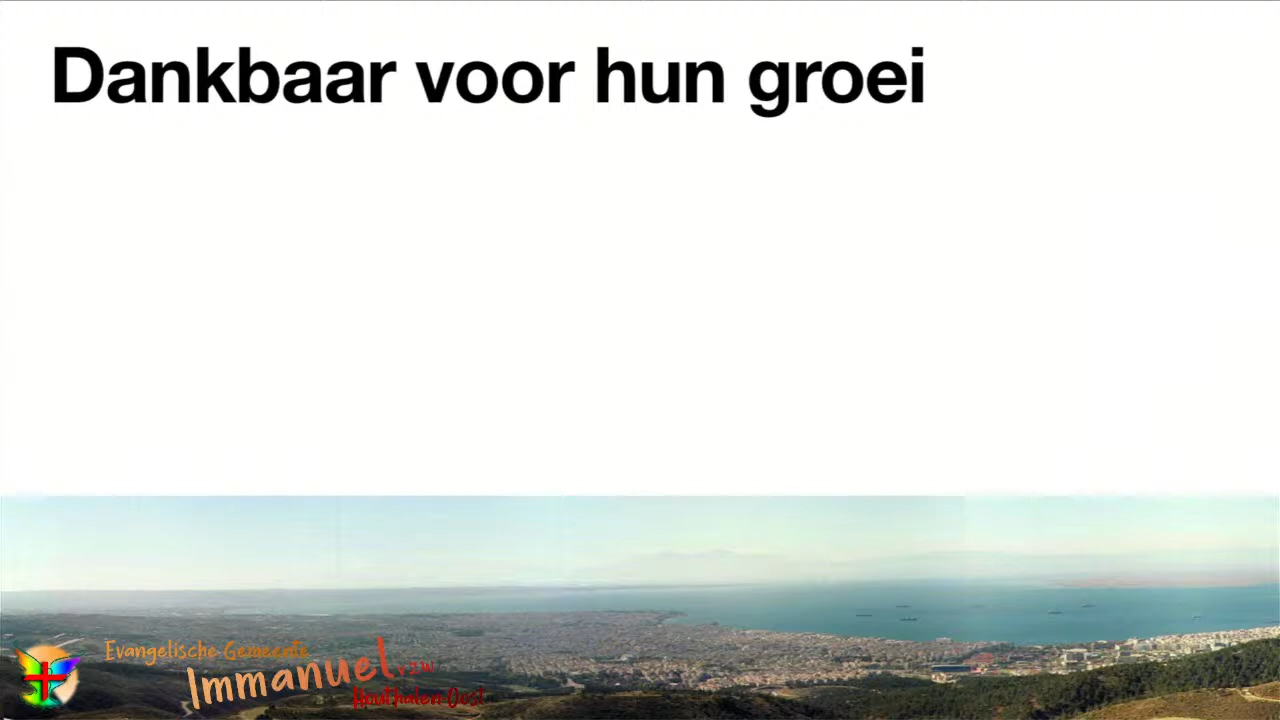 Dankbaar voor hun groei
Evangelische Gemeente
Immanuel vzw
Houthalen Oost